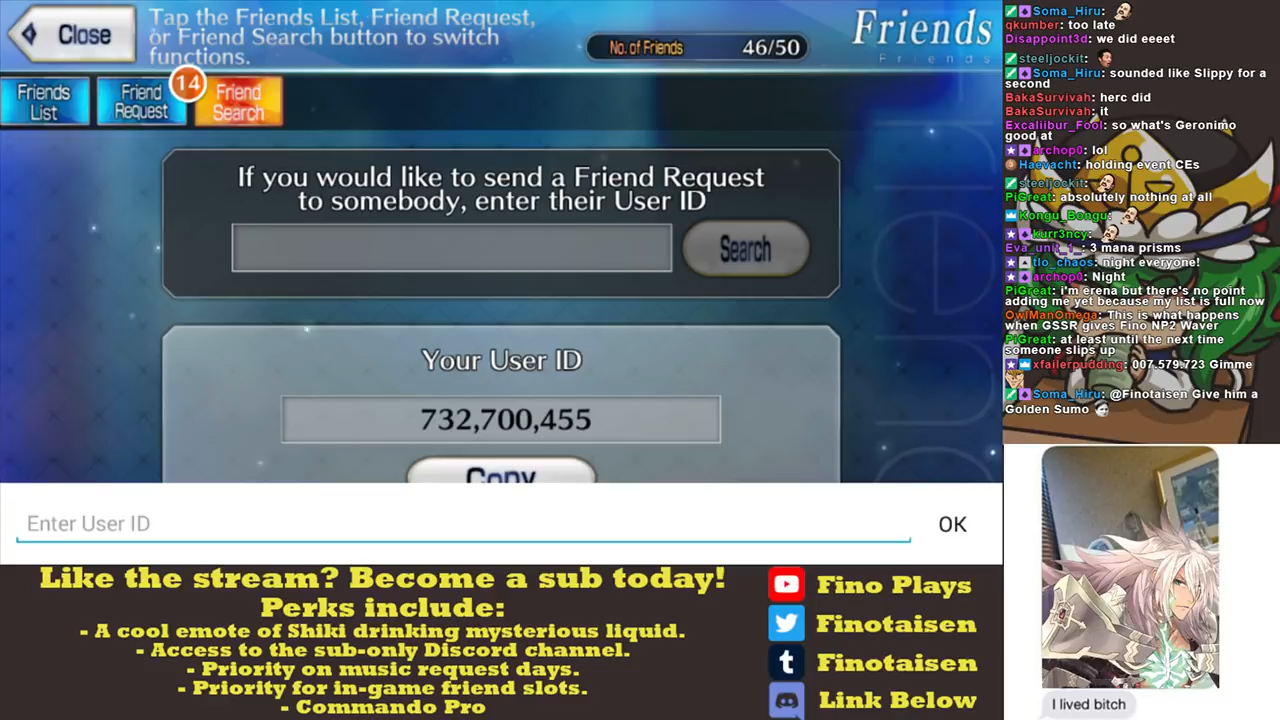 Close
Tap the Friends List, Friend Request,
or Friend Search button to switch
functions.
No. of Friends 46/50
Friends
Friends
Friends
List
Friend
Request
14
Friend
Search
If you would like to send a Friend Request
to somebody, enter their User ID
Search
Your User ID
732,700,455
Copy
Enter User ID
OK
Like the stream? Become a sub today!
Perks include:
- A cool emote of Shiki drinking mysterious liquid.
- Access to the sub-only Discord channel.
- Priority on music request days.
- Priority for in-game friend slots.
- Commando Pro
Fino Plays
Finotaisen
Finotaisen
Link Below
Soma_Hiru:
qkumber: too late
Disappoint3d: we did eeeet
steeljockit:
Soma_Hiru: sounded like Slippy for a
second
BakaSurvivah: herc did
BakaSurvivah: it
Excaliibur_Fool: so what's Geronimo
good at
archop0: lol
Haevacht: holding event CEs
steeljockit:
PiGreat: absolutely nothing at all
Kongu_Bongu:
kurr3ncy:
Eva_unit_1_: 3 mana prisms
tlo_chaos: night everyone!
archop0: Night
PiGreat: i'm erena but there's no point
adding me yet because my list is full now
OwlManOmega: This is what happens
when GSSR gives Fino NP2 Waver
PiGreat: at least until the next time
someone slips up
xfailerpudding: 007.579.723 Gimme
Soma_Hiru: @Finotaisen Give him a
Golden Sumo
I lived bitch